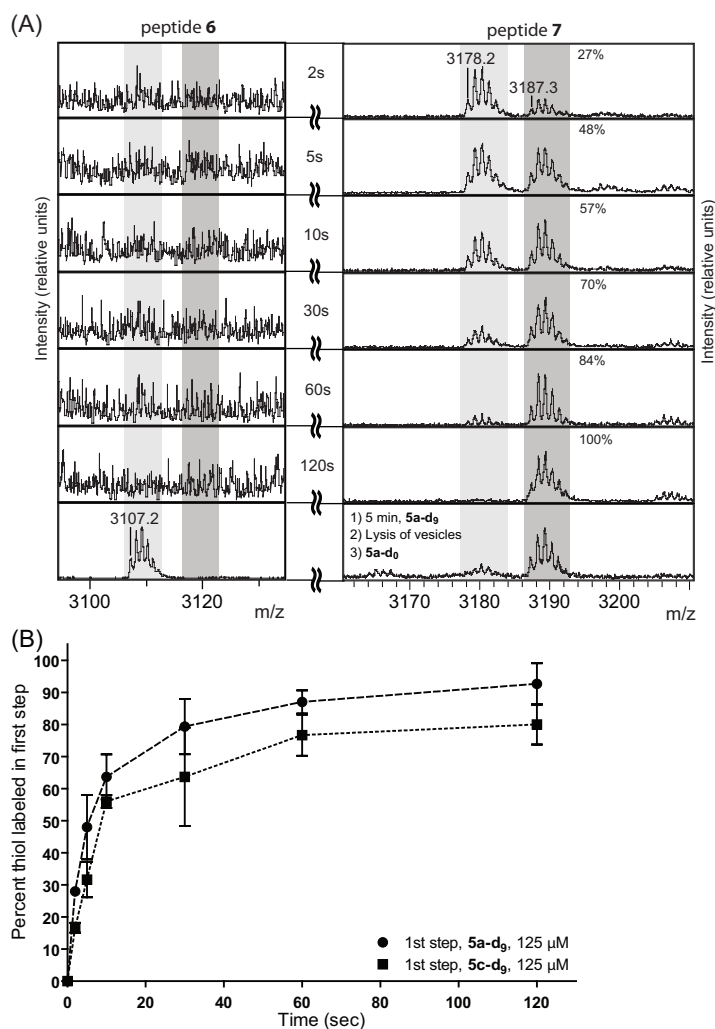 (A)
peptide 6
peptide 7
2s
5s
10s
30s
60s
120s
3178.2
3187.3
27%
48%
57%
70%
84%
100%
3107.2
1) 5 min, 5a-d9
2) Lysis of vesicles
3) 5a-d0
Intensity (relative units)
Intensity (relative units)
3100 3120 m/z
3170 3180 3190 3200 m/z
(B)
Percent thiol labeled in first step
100
90
80
70
60
50
40
30
20
10
0
0 20 40 60 80 100 120
Time (sec)
1st step, 5a-d9, 125 µM
1st step, 5c-d9, 125 µM